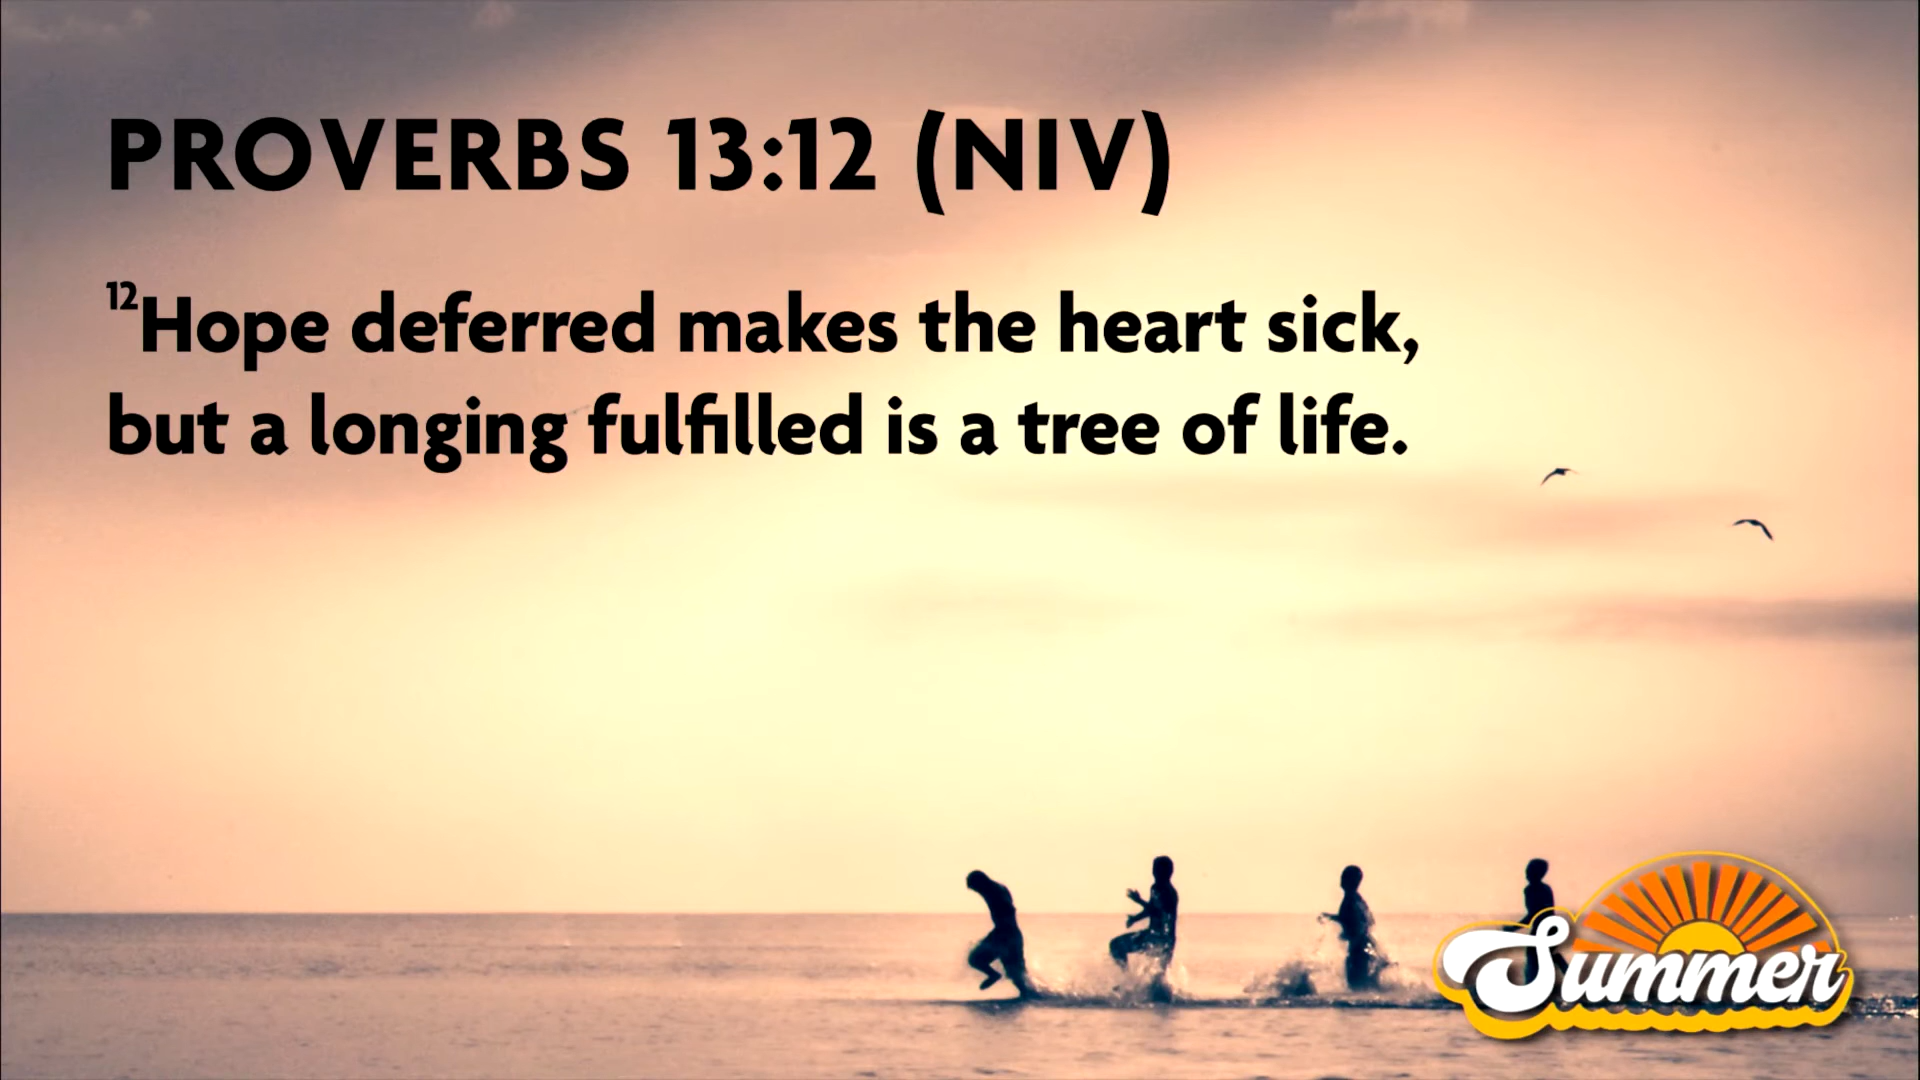 PROVERBS 13:12 (NIV)
12Hope deferred makes the heart sick,
but a longing fulfilled is a tree of life.
Summer